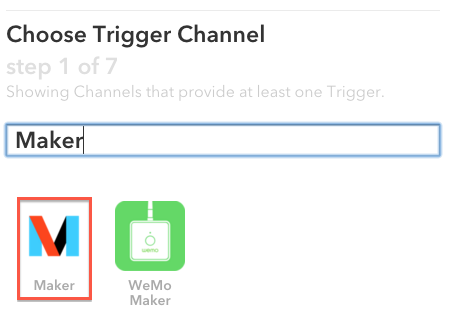 Choose Trigger Channel
step 1 of 7
Showing Channels that provide at least one Trigger.
Maker
Maker
WeMo
Maker